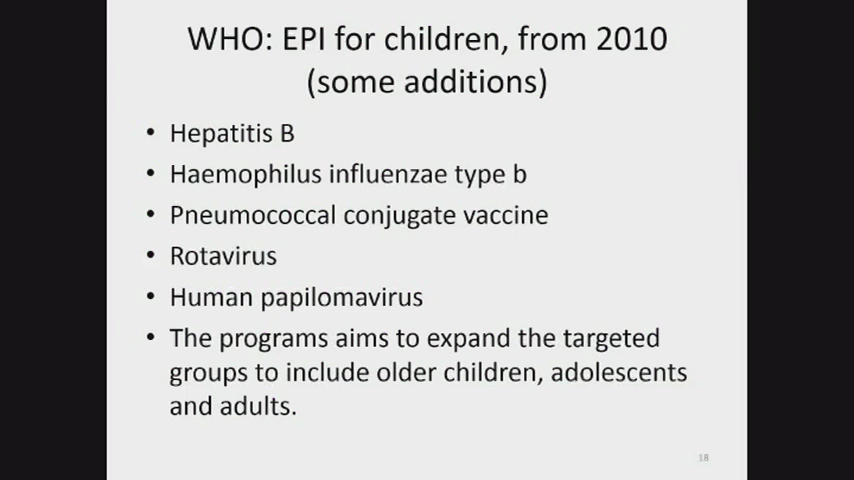 WHO: EPI for children, from 2010
(some additions)
• Hepatitis B
• Haemophilus influenzae type b
• Pneumococcal conjugate vaccine
• Rotavirus
• Human papilomavirus
• The programs aims to expand the targeted
groups to include older children, adolescents
and adults.
18